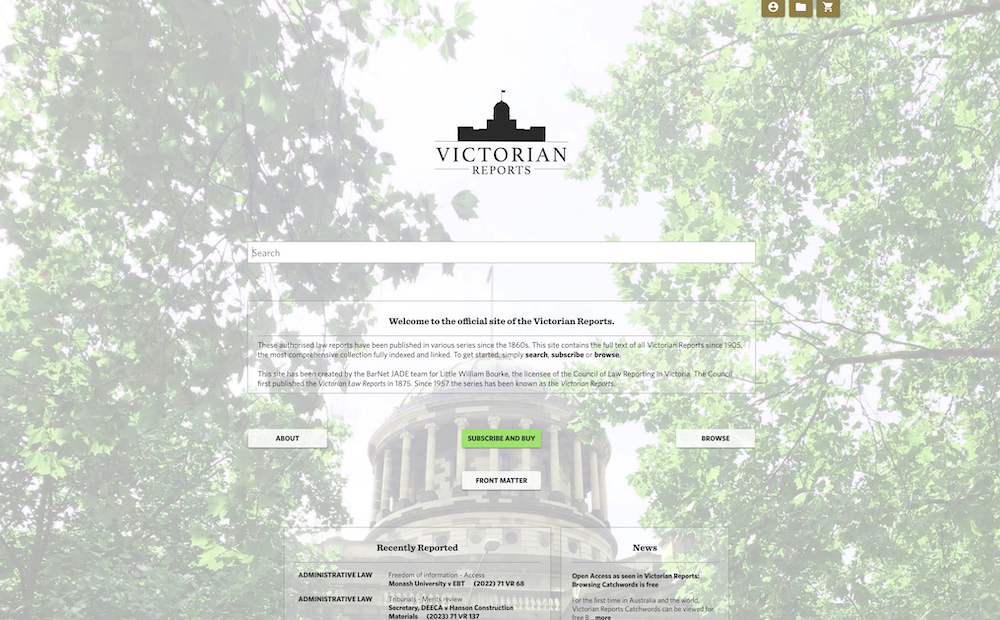 VICTORIAN
REPORTS
Search
Welcome to the official site of the Victorian Reports.
These authorised law reports have been published in various series since the 1860s. This site contains the full text of all Victorian Reports since 1905,
the most comprehensive collection fully indexed and linked. To get started, simply search, subscribe or browse.
This site has been created by the BarNet JADE team for Little William Bourke, the licensee of the Council of Law Reporting in Victoria. The Council
first published the Victorian Law Reports in 1875. Since 1957 the series has been known as the Victorian Reports.
ABOUT
SUBSCRIBE AND BUY
BROWSE
FRONT MATTER
Recently Reported
ADMINISTRATIVE LAW
Freedom of information - Access
Monash University v EBT (2022) 71 VR 68
ADMINISTRATIVE LAW
Tribunals - Merits review
Secretary, DEECA v Hanson Construction
Materials (2023) 71 VR 137
News
Open Access as seen in Victorian Reports:
Browsing Catchwords is free
For the first time in Australia and the world,
Victorian Reports Catchwords can be viewed for
free 8... more